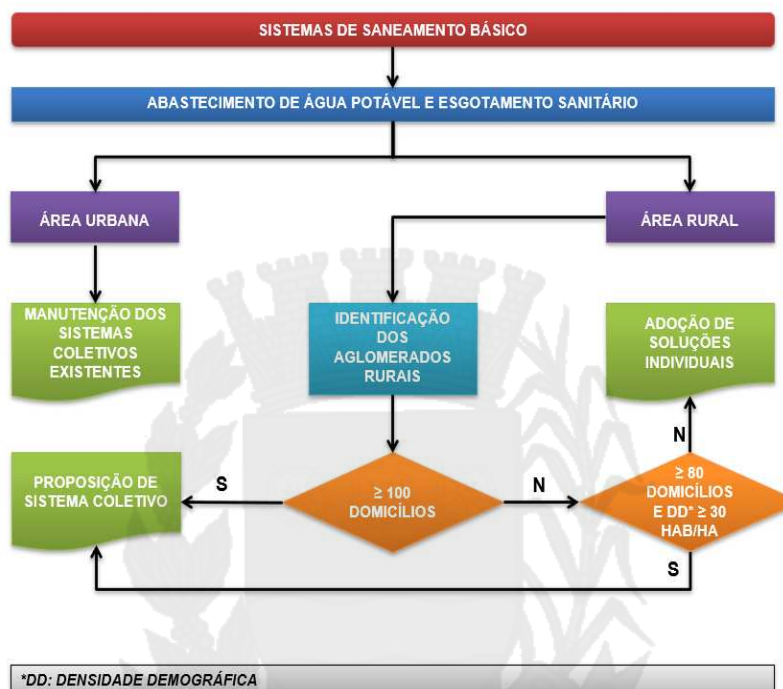 SISTEMAS DE SANEAMENTO BÁSICO
ABASTECIMENTO DE ÁGUA POTÁVEL E ESGOTAMENTO SANITÁRIO
ÁREA URBANA
ÁREA RURAL
MANUTENÇÃO DOS
SISTEMAS
COLETIVOS
EXISTENTES
IDENTIFICAÇÃO
DOS
AGLOMERADOS
RURAIS
ADOÇÃO DE
SOLUÇÕES
INDIVIDUAIS
N
PROPOSIÇÃO DE
SISTEMA COLETIVO
S
≥ 100
DOMICÍLIOS
N
≥ 80
DOMICÍLIOS
E DD* ≥ 30
HAB/HA
S
*DD: DENSIDADE DEMOGRÁFICA